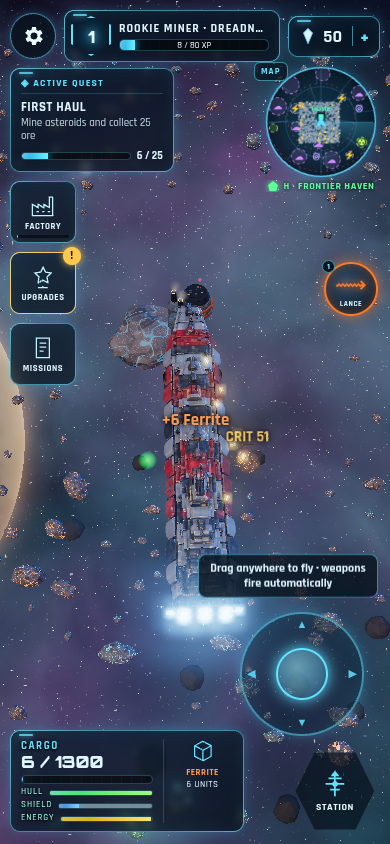 1
ROOKIE MINER · DREADN...
8 / 80 XP
50
+
ACTIVE QUEST
FIRST HAUL
Mine asteroids and collect 25
ore
6 / 25
MAP
H · FRONTIER HAVEN
FACTORY
!
UPGRADES
MISSIONS
1
LANCE
+6 Ferrite
CRIT 51
Drag anywhere to fly · weapons
fire automatically
CARGO
6 / 1300
HULL
SHIELD
ENERGY
FERRITE
6 UNITS
STATION